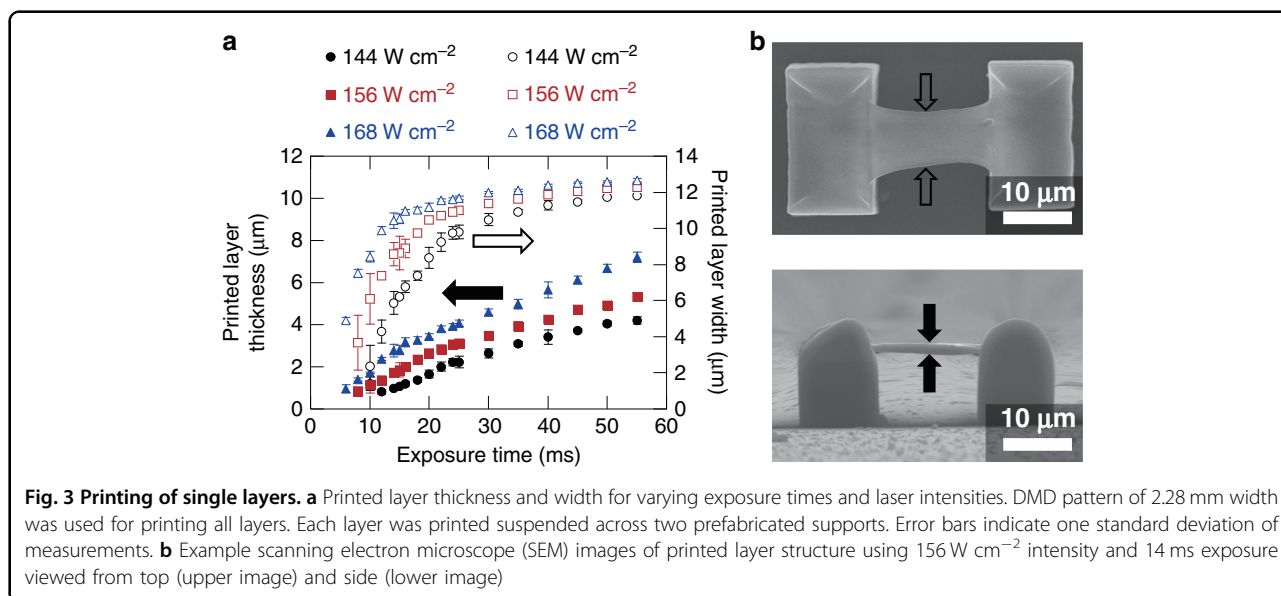 a
144 W cm⁻² 144 W cm⁻²
156 W cm⁻² 156 W cm⁻²
168 W cm⁻² 168 W cm⁻²
12
10
8
6
4
2
0
Printed layer
thickness (μm)
14
12
10
8
6
4
2
0
Printed layer width (μm)
0 10 20 30 40 50 60
Exposure time (ms)
b
10 μm
10 μm
Fig. 3 Printing of single layers. a Printed layer thickness and width for varying exposure times and laser intensities. DMD pattern of 2.28 mm width
was used for printing all layers. Each layer was printed suspended across two prefabricated supports. Error bars indicate one standard deviation of
measurements. b Example scanning electron microscope (SEM) images of printed layer structure using 156 W cm⁻² intensity and 14 ms exposure
viewed from top (upper image) and side (lower image)